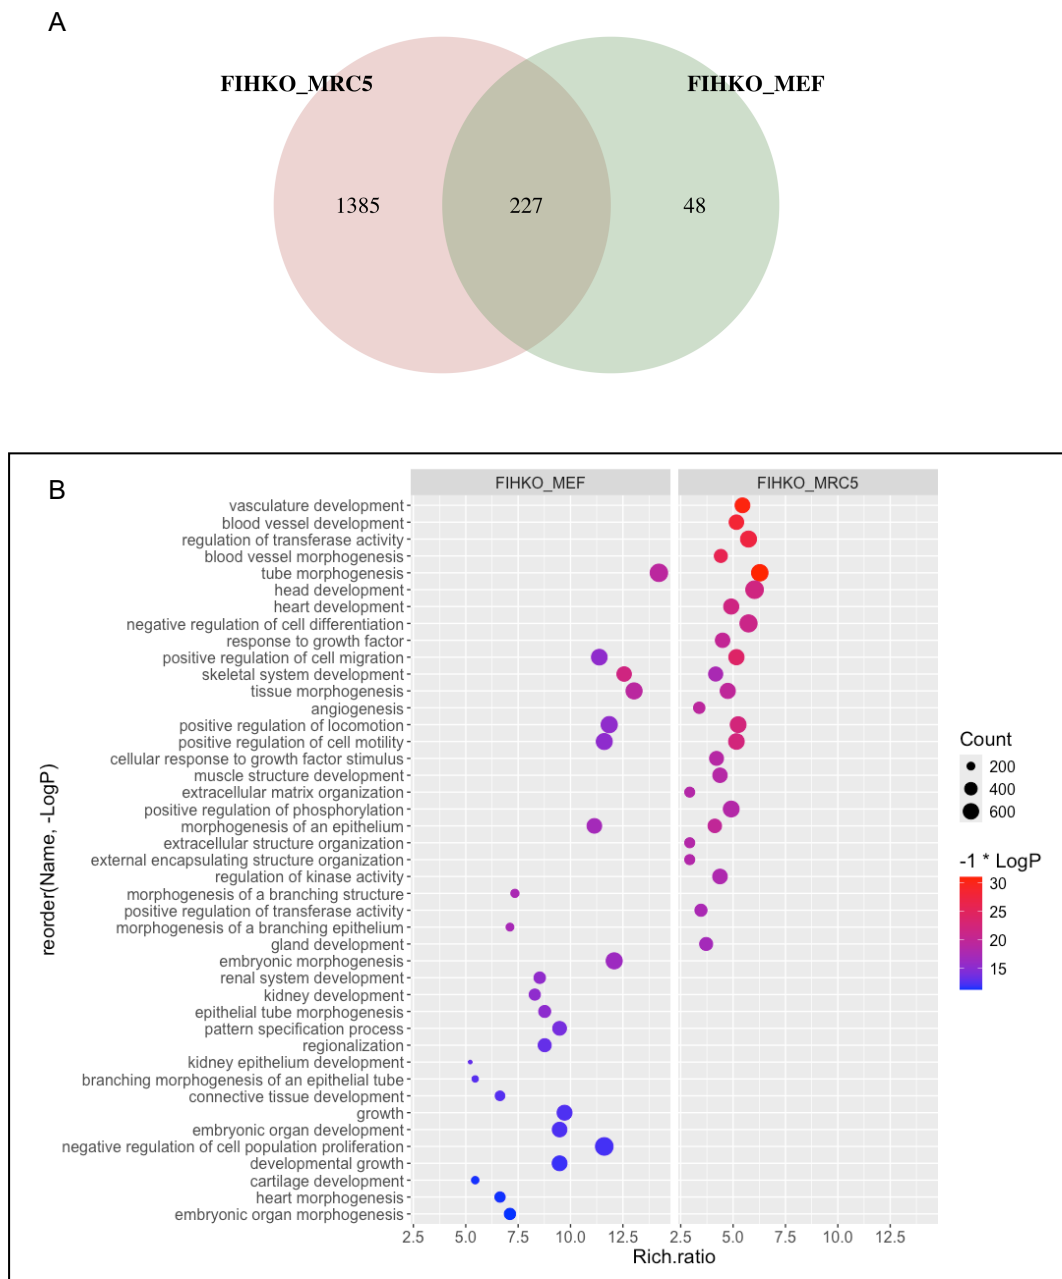 A
FIHKO_MRC5
FIHKO_MEF
1385
227
48
B
FIHKO_MEF
FIHKO_MRC5
reorder(Name, -LogP)
vasculature development
blood vessel development
regulation of transferase activity
blood vessel morphogenesis
tube morphogenesis
head development
heart development
negative regulation of cell differentiation
response to growth factor
positive regulation of cell migration
skeletal system development
tissue morphogenesis
angiogenesis
positive regulation of locomotion
positive regulation of cell motility
cellular response to growth factor stimulus
muscle structure development
extracellular matrix organization
positive regulation of phosphorylation
morphogenesis of an epithelium
extracellular structure organization
external encapsulating structure organization
regulation of kinase activity
morphogenesis of a branching structure
positive regulation of transferase activity
morphogenesis of a branching epithelium
gland development
embryonic morphogenesis
renal system development
kidney development
epithelial tube morphogenesis
pattern specification process
regionalization
kidney epithelium development
branching morphogenesis of an epithelial tube
connective tissue development
growth
embryonic organ development
negative regulation of cell population proliferation
developmental growth
cartilage development
heart morphogenesis
embryonic organ morphogenesis
2.5 5.0 7.5 10.0 12.5 2.5 5.0 7.5 10.0 12.5
Rich.ratio
Count
200
400
600
-1 * LogP
30
25
20
15